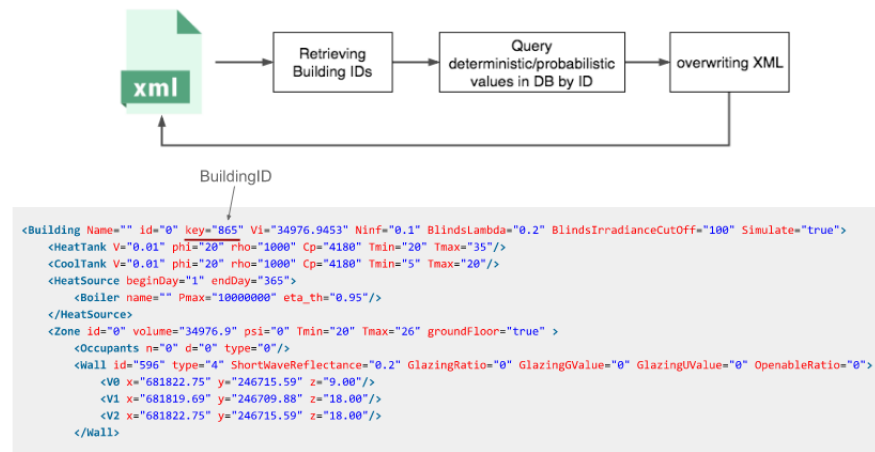 xml
Retrieving
Building IDs
Query
deterministic/probabilistic
values in DB by ID
overwriting XML
BuildingID
<Building Name="" id="0" key="865" Vi="34976.9453" Ninf="0.1" BlindsLambda="0.2" BlindsIrradianceCutOff="100" Simulate="true">
<HeatTank V="0.01" phi="20" rho="1000" Cp="4180" Tmin="20" Tmax="35"/>
<CoolTank V="0.01" phi="20" rho="1000" Cp="4180" Tmin="5" Tmax="20"/>
<HeatSource beginDay="1" endDay="365">
<Boiler name="" Pmax="10000000" eta_th="0.95"/>
</HeatSource>
<Zone id="0" volume="34976.9" psi="0" Tmin="20" Tmax="26" groundFloor="true" >
<Occupants n="0" d="0" type="0"/>
<Wall id="596" type="4" ShortWaveReflectance="0.2" GlazingRatio="0" GlazingGValue="0" GlazingUValue="0" OpenableRatio="0">
<V0 x="681822.75" y="246715.59" z="9.00"/>
<V1 x="681819.69" y="246709.88" z="18.00"/>
<V2 x="681822.75" y="246715.59" z="18.00"/>
</Wall>